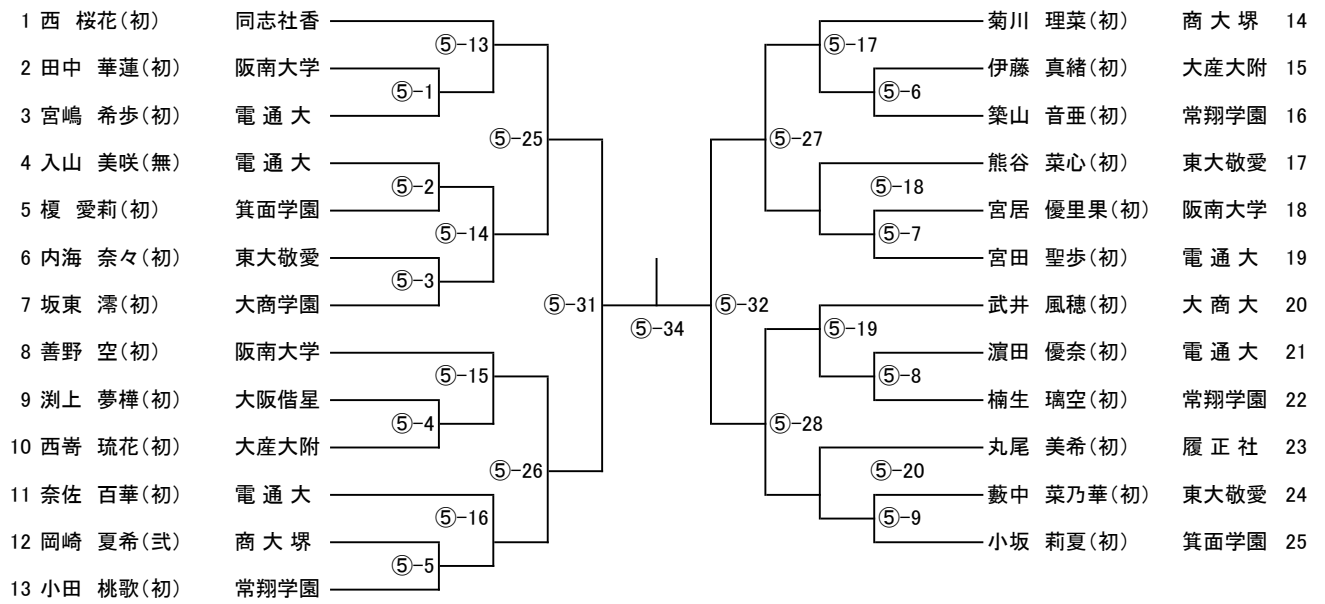 1 西 桜花(初) 同志社香
2 田中 華蓮(初) 阪南大学
3 宮嶋 希歩(初) 電通大
4 入山 美咲(無) 電通大
5 榎 愛莉(初) 箕面学園
6 内海 奈々(初) 東大敬愛
7 坂東 澪(初) 大商学園
8 善野 空(初) 阪南大学
9 渕上 夢樺(初) 大阪偕星
10 西嵜 琉花(初) 大産大附
11 奈佐 百華(初) 電通大
12 岡崎 夏希(弐) 商大堺
13 小田 桃歌(初) 常翔学園
⑤-13
⑤-1
⑤-25
⑤-2
⑤-14
⑤-3
⑤-31
⑤-15
⑤-4
⑤-26
⑤-16
⑤-5
⑤-34
⑤-17
⑤-6
⑤-27
⑤-18
⑤-7
⑤-32
⑤-19
⑤-8
⑤-28
⑤-20
⑤-9
菊川 理菜(初) 商大堺 14
伊藤 真緒(初) 大産大附 15
築山 音亜(初) 常翔学園 16
熊谷 菜心(初) 東大敬愛 17
宮居 優里果(初) 阪南大学 18
宮田 聖歩(初) 電通大 19
武井 風穂(初) 大商大 20
濵田 優奈(初) 電通大 21
楠生 璃空(初) 常翔学園 22
丸尾 美希(初) 履正社 23
藪中 菜乃華(初) 東大敬愛 24
小坂 莉夏(初) 箕面学園 25